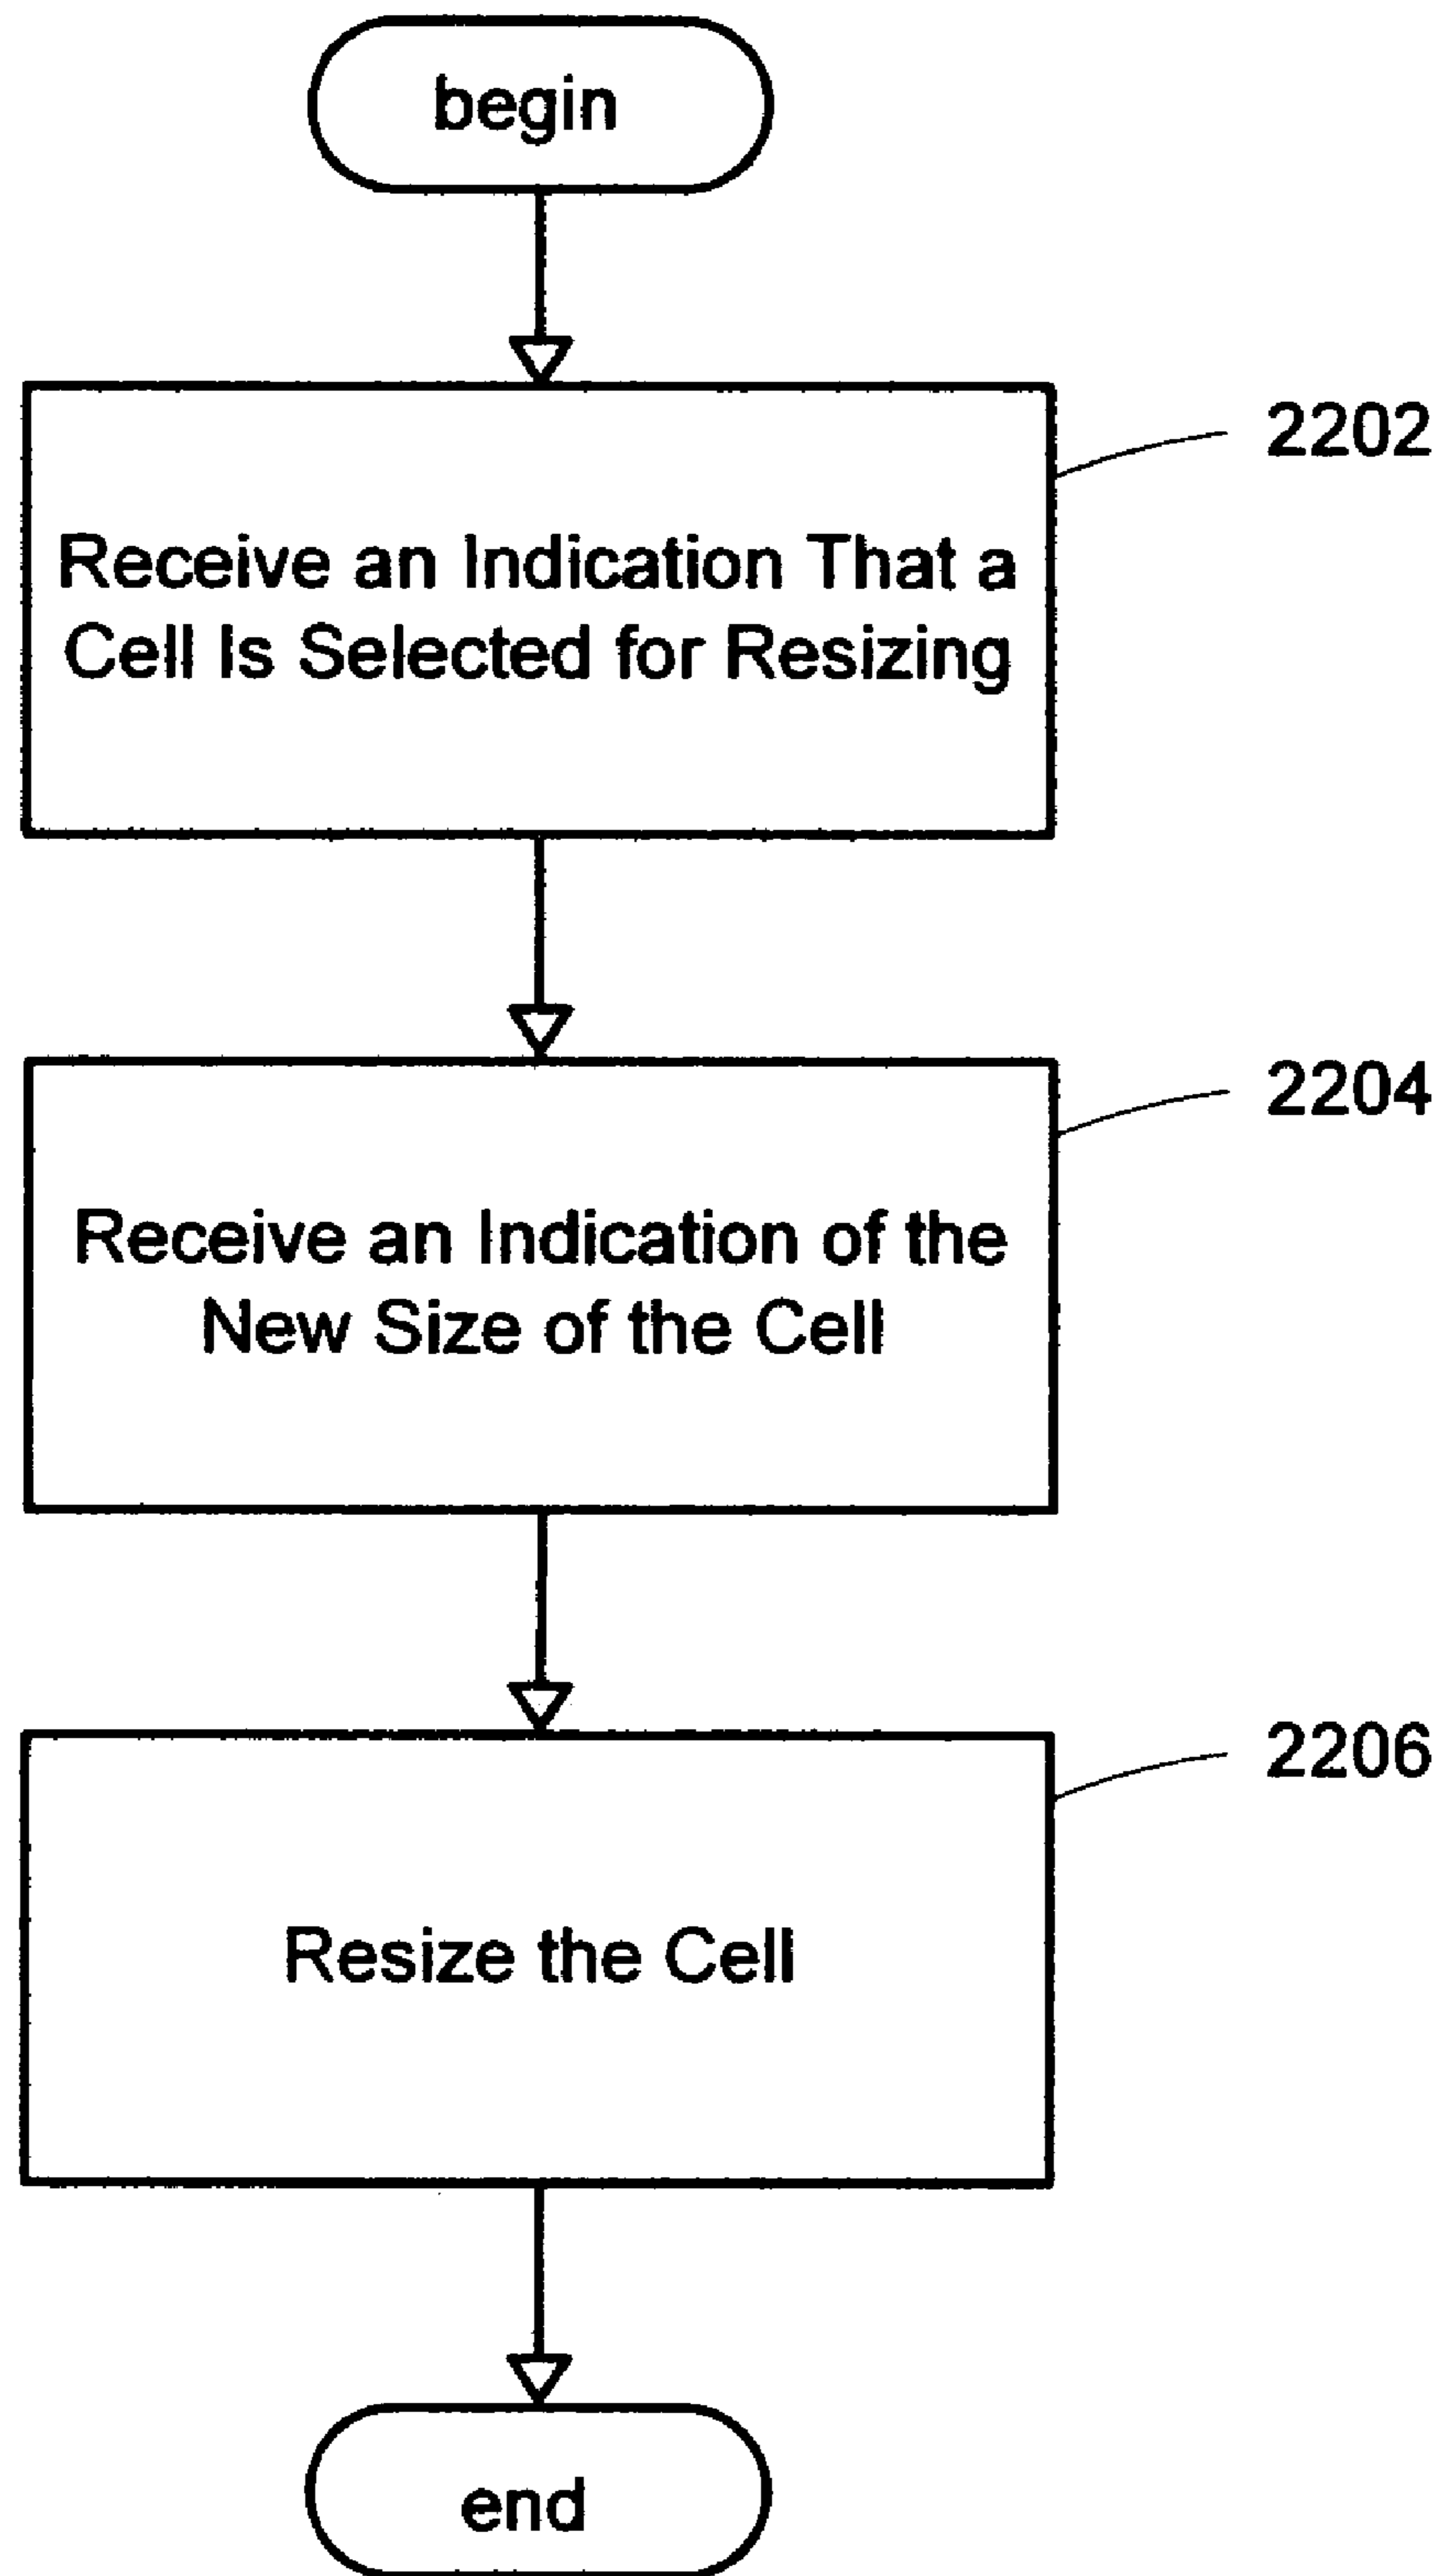 begin
2202
Receive an Indication That a
Cell Is Selected for Resizing
2204
Receive an Indication of the
New Size of the Cell
2206
Resize the Cell
end